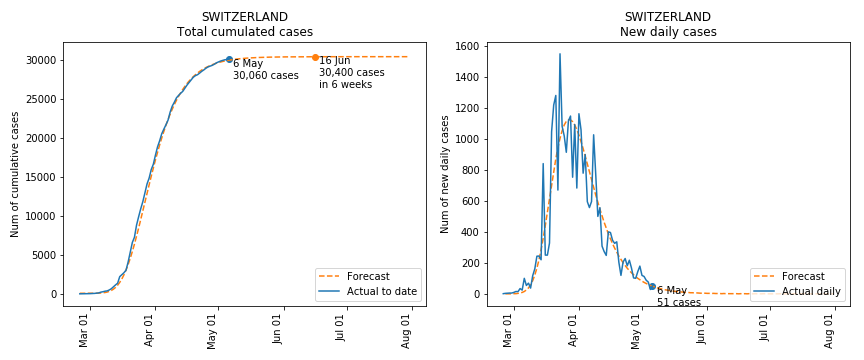 SWITZERLAND
Total cumulated cases
Num of cumulative cases
30000
25000
20000
15000
10000
5000
0
6 May
30,060 cases
16 Jun
30,400 cases
in 6 weeks
Forecast
Actual to date
Mar 01
Apr 01
May 01
Jun 01
Jul 01
Aug 01
SWITZERLAND
New daily cases
Num of new daily cases
1600
1400
1200
1000
800
600
400
200
0
6 May
51 cases
Forecast
Actual daily
Mar 01
Apr 01
May 01
Jun 01
Jul 01
Aug 01